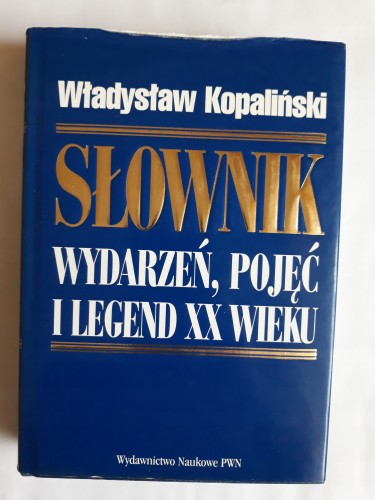 Władysław Kopaliński
SŁOWNIK
WYDARZEŃ, POJĘĆ
I LEGEND XX WIEKU
Wydawnictwo Naukowe PWN